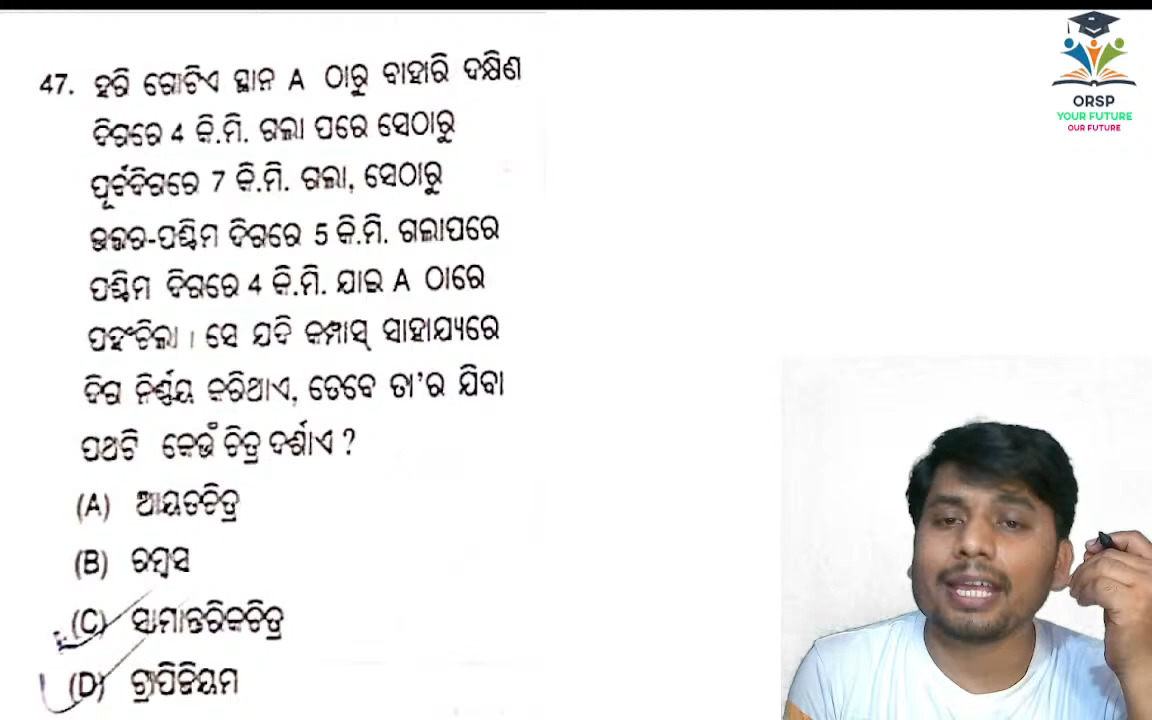 47. ହରି ଗୋଟିଏ ସ୍ଥାନ A ଠାରୁ ବାହାରି ଦକ୍ଷିଣ
ଦିଗରେ 4 କି.ମି. ଗଲା ପରେ ସେଠାରୁ
ପୂର୍ବଦିଗରେ 7 କି.ମି. ଗଲା, ସେଠାରୁ
ଉତ୍ତର-ପଶ୍ଚିମ ଦିଗରେ 5 କି.ମି. ଗଲାପରେ
ପଶ୍ଚିମ ଦିଗରେ 4 କି.ମି. ଯାଇ A ଠାରେ
ପହଂଚିଲା । ସେ ଯଦି କମ୍ପାସ୍ ସାହାଯ୍ୟରେ
ଦିଗ ନିର୍ଣ୍ଣୟ କରିଥାଏ, ତେବେ ତା'ର ଯିବା
ପଥଟି କେଉଁ ଚିତ୍ର ଦର୍ଶାଏ ?
(A) ଆୟତଚିତ୍ର
(B) ରମ୍ବସ
(C) ସାମାନ୍ତରିକଚିତ୍ର
(D) ଟ୍ରାପିଜିୟମ
ORSP
YOUR FUTURE
OUR FUTURE